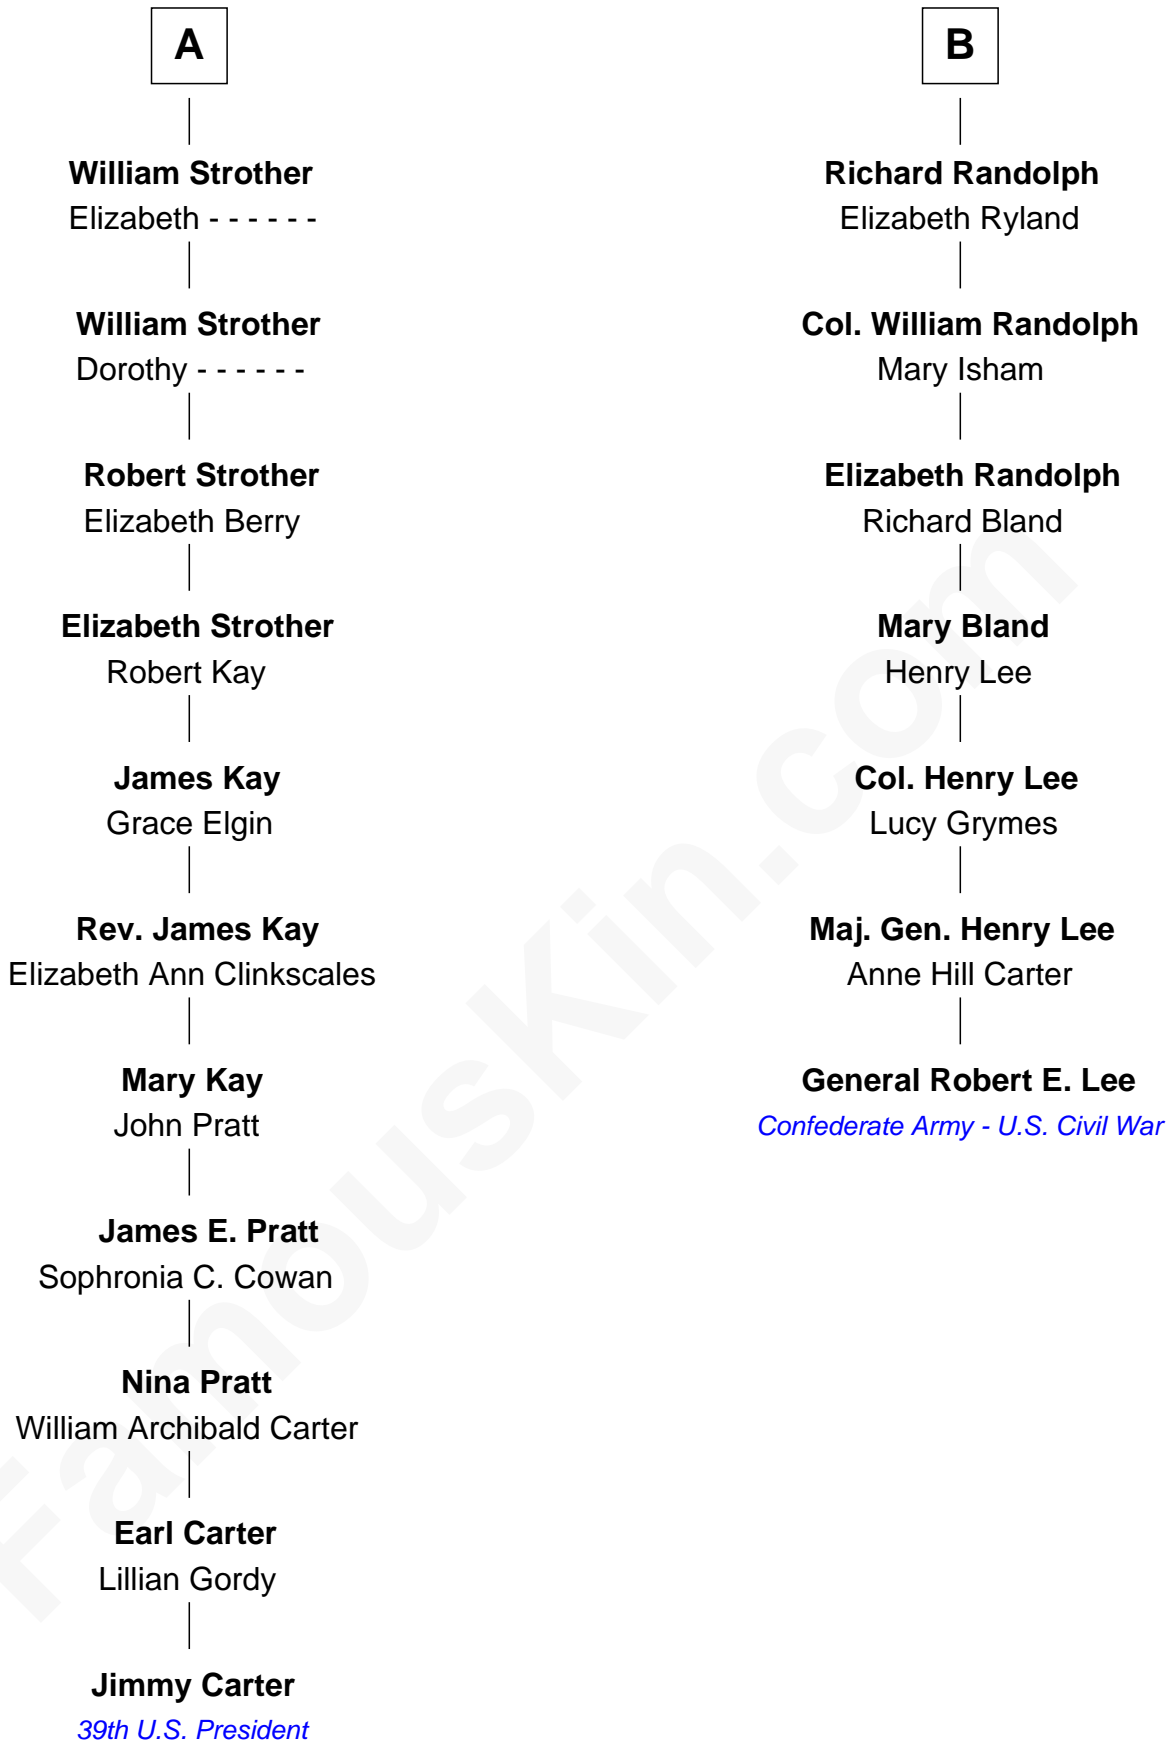 A
William Strother
Elizabeth - - - - - -
William Strother
Dorothy - - - - - -
Robert Strother
Elizabeth Berry
Elizabeth Strother
Robert Kay
James Kay
Grace Elgin
Rev. James Kay
Elizabeth Ann Clinkscales
Mary Kay
John Pratt
James E. Pratt
Sophronia C. Cowan
Nina Pratt
William Archibald Carter
Earl Carter
Lillian Gordy
Jimmy Carter
39th U.S. President
B
Richard Randolph
Elizabeth Ryland
Col. William Randolph
Mary Isham
Elizabeth Randolph
Richard Bland
Mary Bland
Henry Lee
Col. Henry Lee
Lucy Grymes
Maj. Gen. Henry Lee
Anne Hill Carter
General Robert E. Lee
Confederate Army - U.S. Civil War
FamousKin.com